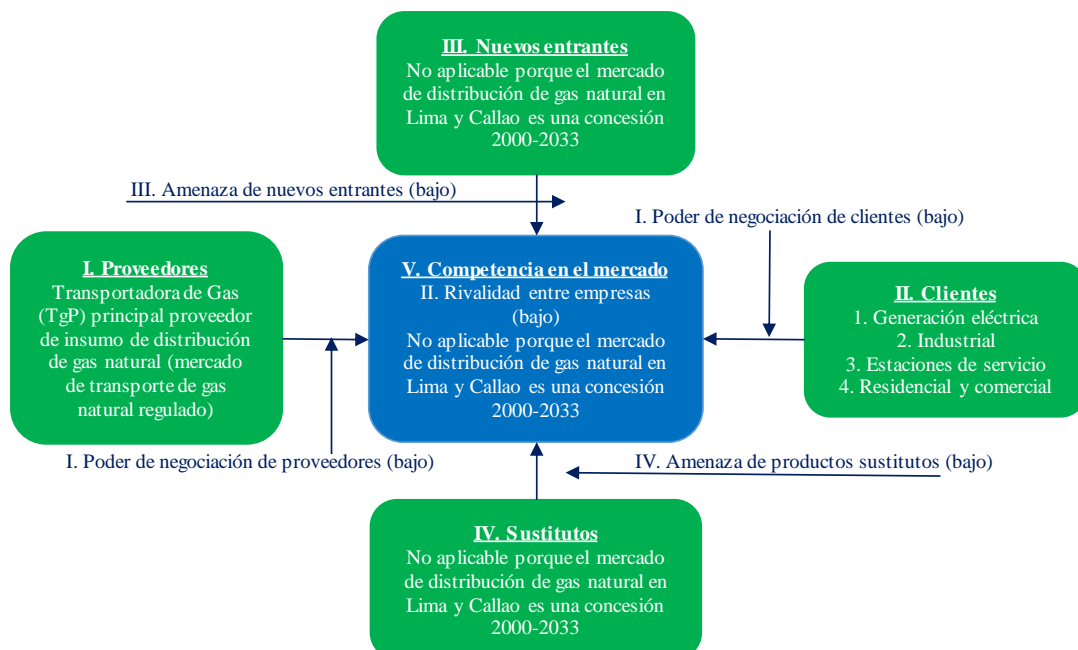 III. Nuevos entrantes
No aplicable porque el mercado
de distribución de gas natural en
Lima y Callao es una concesión
2000-2033
III. Amenaza de nuevos entrantes (bajo)
I. Poder de negociación de clientes (bajo)
I. Proveedores
Transportadora de Gas
(TgP) principal proveedor
de insumo de distribución
de gas natural (mercado
de transporte de gas
natural regulado)
V. Competencia en el mercado
II. Rivalidad entre empresas
(bajo)
No aplicable porque el mercado
de distribución de gas natural en
Lima y Callao es una concesión
2000-2033
II. Clientes
1. Generación eléctrica
2. Industrial
3. Estaciones de servicio
4. Residencial y comercial
I. Poder de negociación de proveedores (bajo)
IV. Amenaza de productos sustitutos (bajo)
IV. Sustitutos
No aplicable porque el mercado
de distribución de gas natural en
Lima y Callao es una concesión
2000-2033